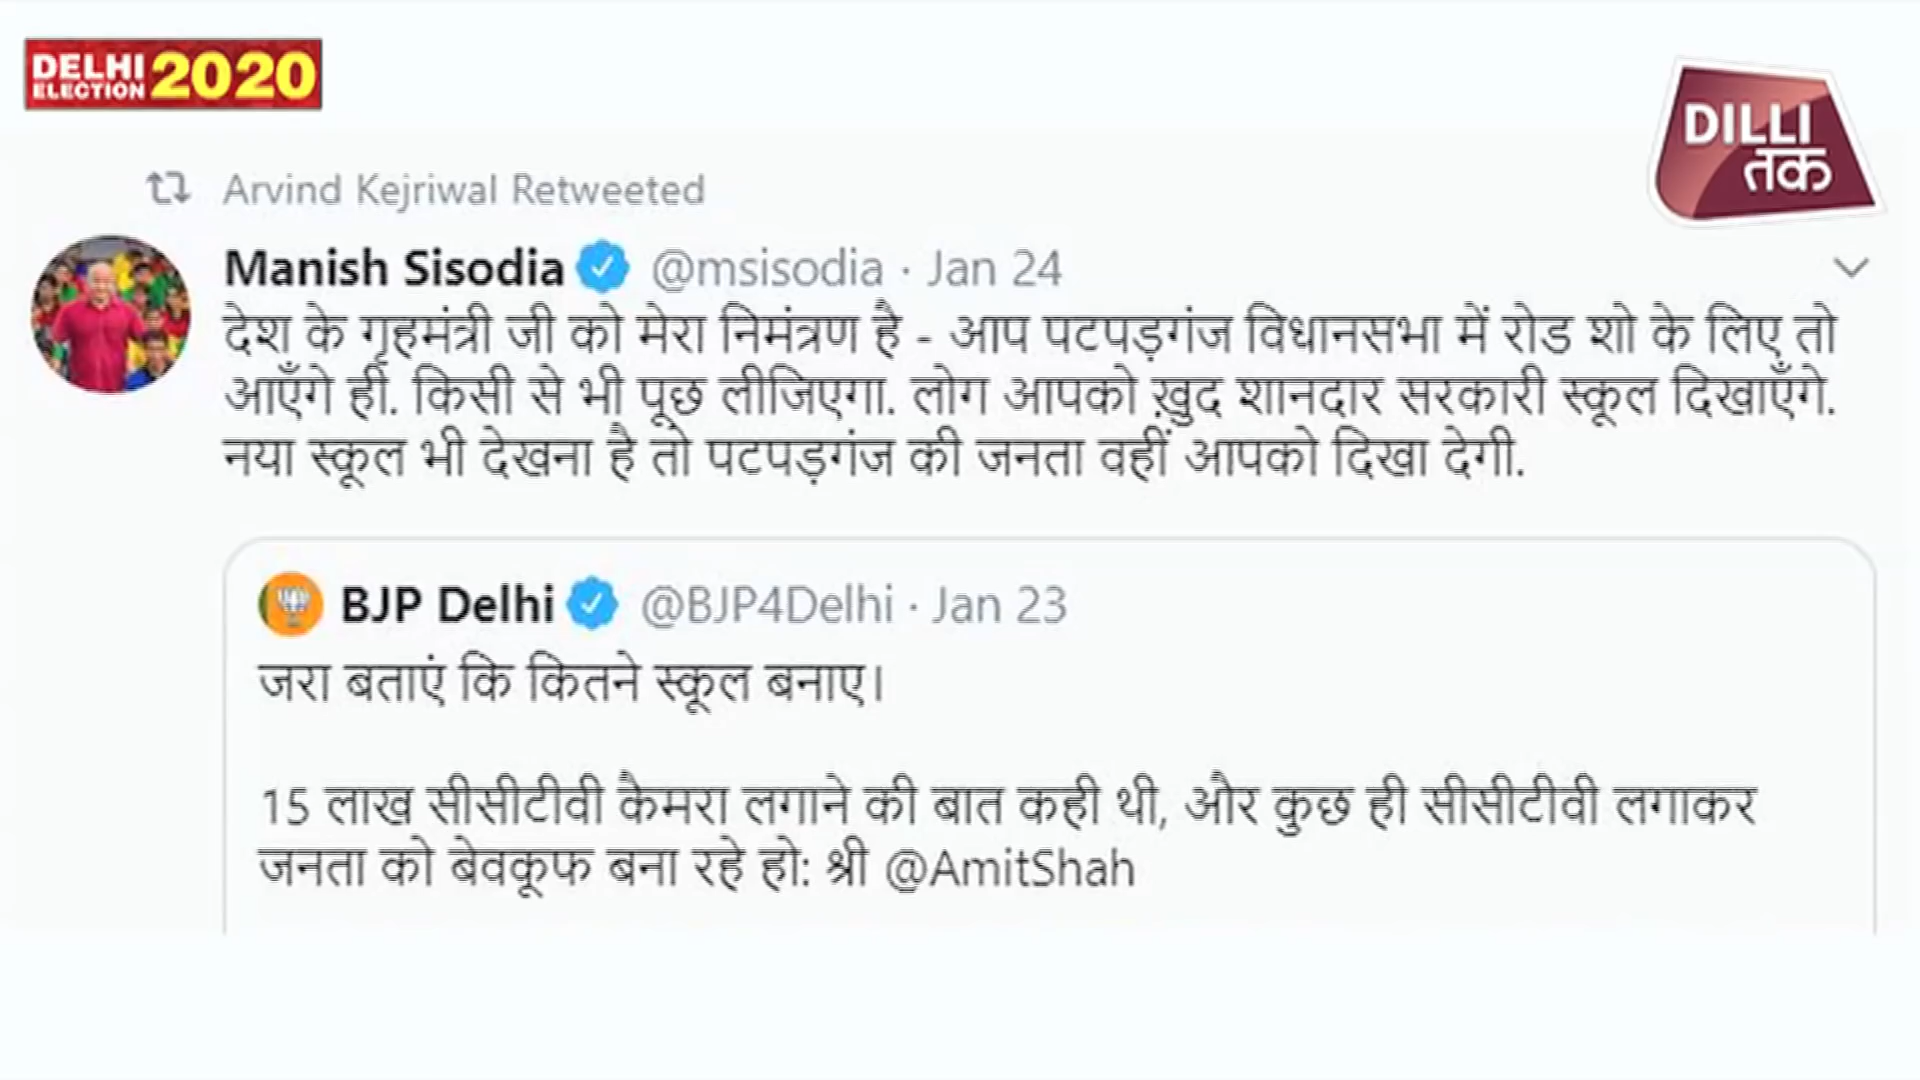 DELHI ELECTION 2020
DILLI
तक
Arvind Kejriwal Retweeted
Manish Sisodia @msisodia · Jan 24
देश के गृहमंत्री जी को मेरा निमंत्रण है - आप पटपड़गंज विधानसभा में रोड शो के लिए तो
आएँगे ही. किसी से भी पूछ लीजिएगा. लोग आपको ख़ुद शानदार सरकारी स्कूल दिखाएँगे.
नया स्कूल भी देखना है तो पटपड़गंज की जनता वहीं आपको दिखा देगी.
BJP Delhi @BJP4Delhi · Jan 23
जरा बताएं कि कितने स्कूल बनाए।
15 लाख सीसीटीवी कैमरा लगाने की बात कही थी, और कुछ ही सीसीटीवी लगाकर
जनता को बेवकूफ बना रहे हो: श्री @AmitShah